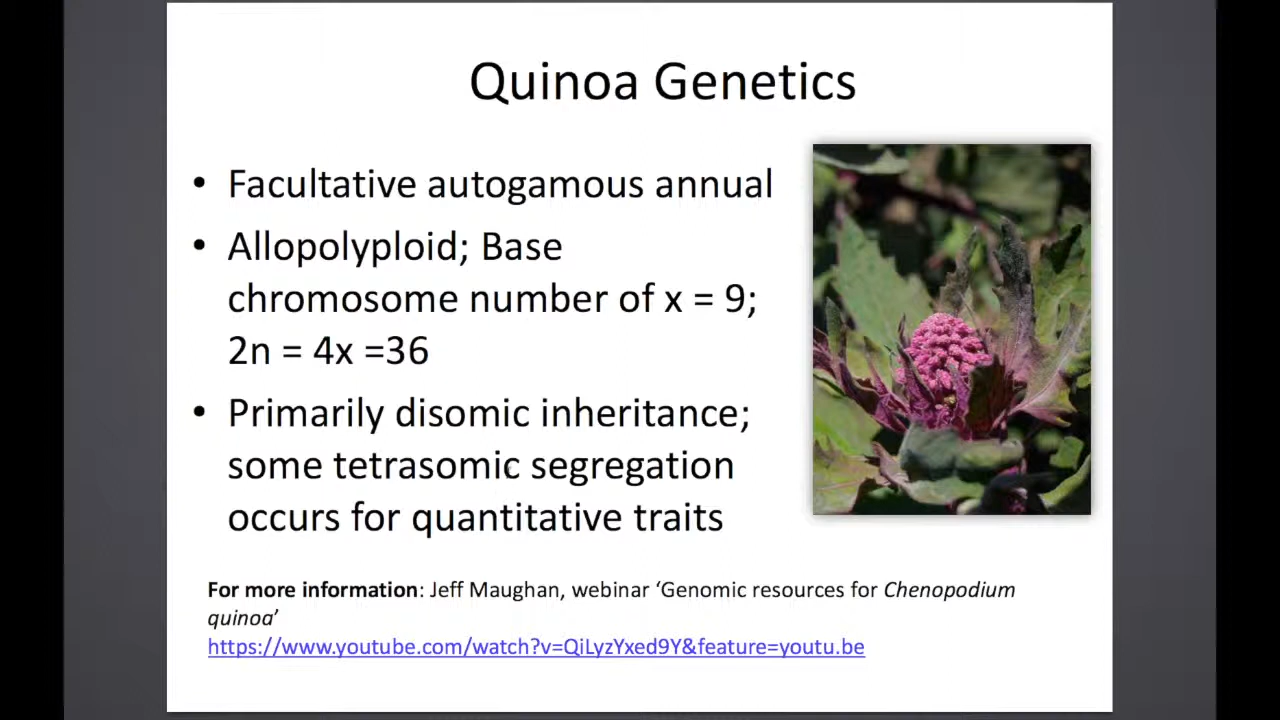 Quinoa Genetics
• Facultative autogamous annual
• Allopolyploid; Base
chromosome number of x = 9;
2n = 4x =36
• Primarily disomic inheritance;
some tetrasomic segregation
occurs for quantitative traits
For more information: Jeff Maughan, webinar ‘Genomic resources for Chenopodium
quinoa’
https://www.youtube.com/watch?v=QiLyzYxed9Y&feature=youtu.be